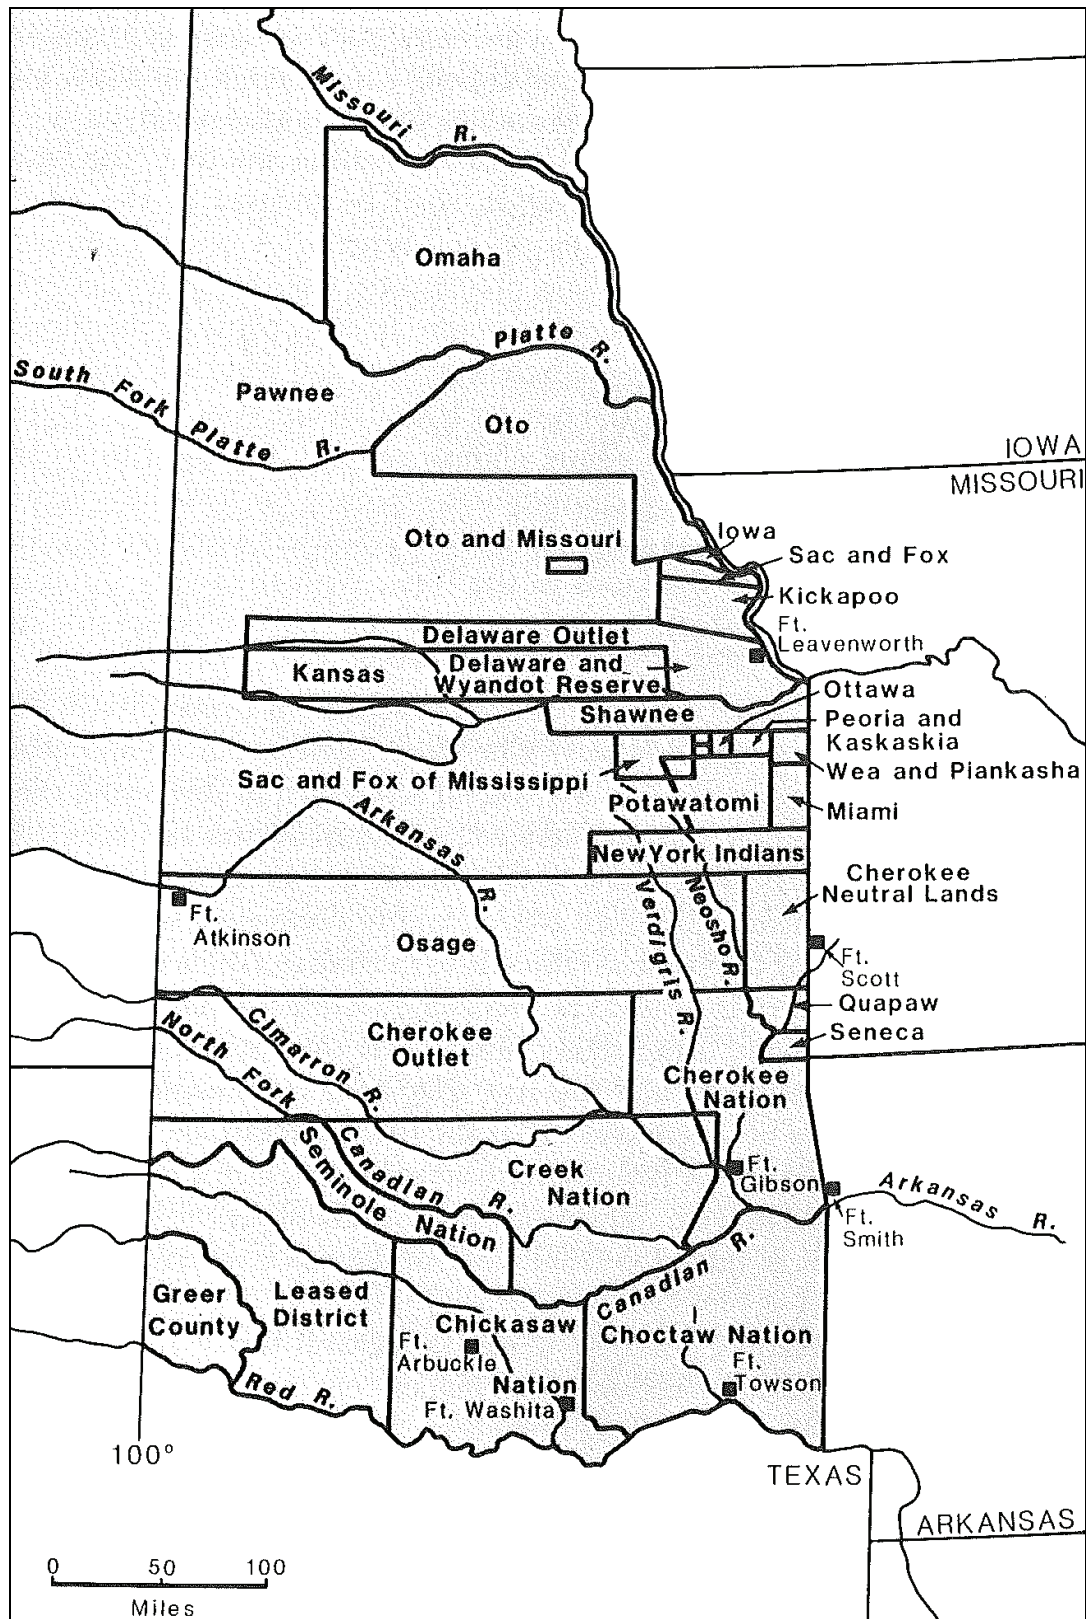 Missouri R.
Omaha
Platte R.
South Fork Platte R.
Pawnee
Oto
IOWA
MISSOURI
Oto and Missouri
Iowa
Sac and Fox
Kickapoo
Ft.
Leavenworth
Delaware Outlet
Kansas
Delaware and
Wyandot Reserve
Ottawa
Shawnee
Peoria and
Kaskaskia
Wea and Piankasha
Sac and Fox of Mississippi
Potawatomi
Miami
Arkansas R.
New York Indians
Cherokee
Neutral Lands
Ft.
Atkinson
Osage
Verdigris R.
Neosho R.
Ft.
Scott
Quapaw
Seneca
Cherokee
Outlet
Cimarron R.
North Fork Canadian R.
Cherokee
Nation
Seminole Nation
Creek
Nation
Ft.
Gibson
Arkansas R.
Ft.
Smith
Canadian R.
Greer
County
Leased
District
Chickasaw
Nation
Ft.
Arbuckle
Choctaw Nation
Ft.
Towson
Ft. Washita
Red R.
100°
TEXAS
ARKANSAS
0 50 100
Miles